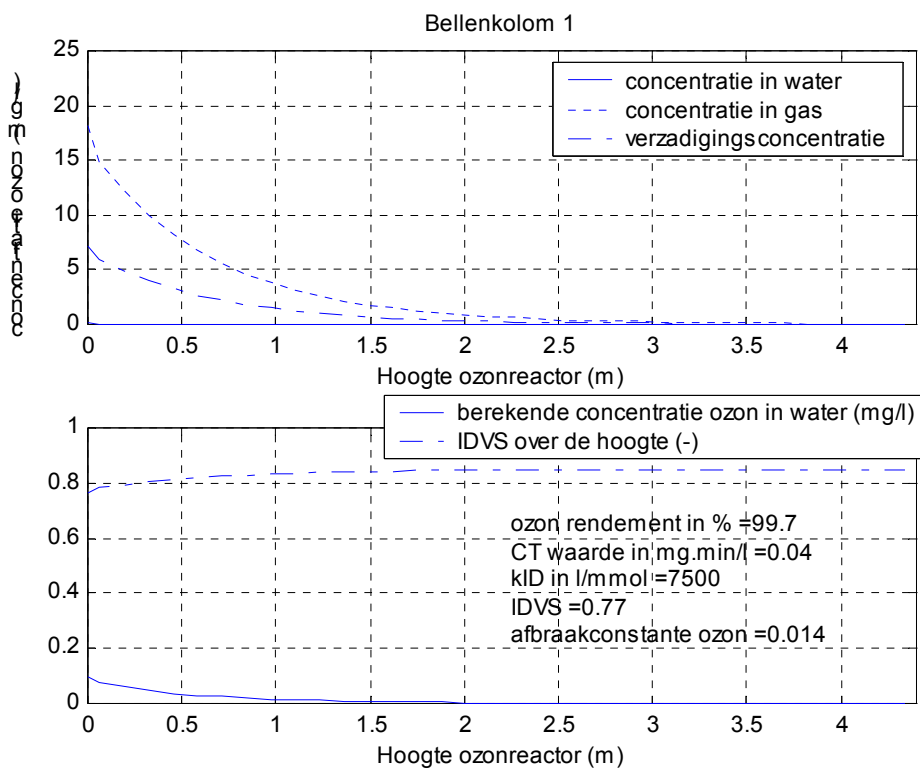 Bellenkolom 1
25
20
15
10
5
0
concentratie in water
concentratie in gas
verzadigingsconcentratie
0 0.5 1 1.5 2 2.5 3 3.5 4
Hoogte ozonreactor (m)
1
0.8
0.6
0.4
0.2
0
berekende concentratie ozon in water (mg/l)
IDVS over de hoogte (-)
ozon rendement in % =99.7
CT waarde in mg.min/l =0.04
kID in l/mmol =7500
IDVS =0.77
afbraakconstante ozon =0.014
0 0.5 1 1.5 2 2.5 3 3.5 4
Hoogte ozonreactor (m)